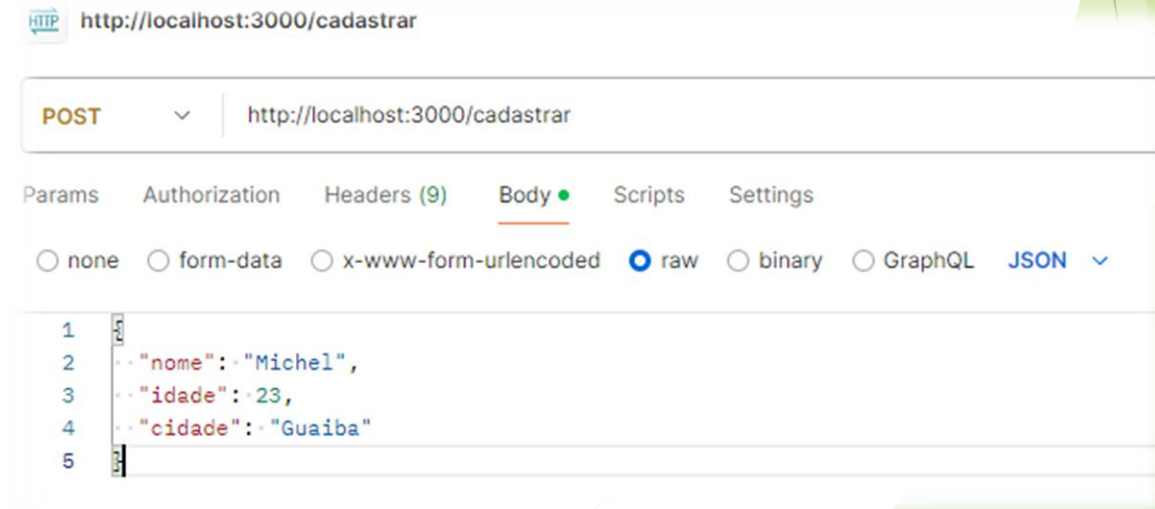 HTTP http://localhost:3000/cadastrar
POST http://localhost:3000/cadastrar
Params Authorization Headers (9) Body Scripts Settings
none form-data x-www-form-urlencoded raw binary GraphQL JSON
1 {
2 "nome": "Michel",
3 "idade": 23,
4 "cidade": "Guaiba"
5 }